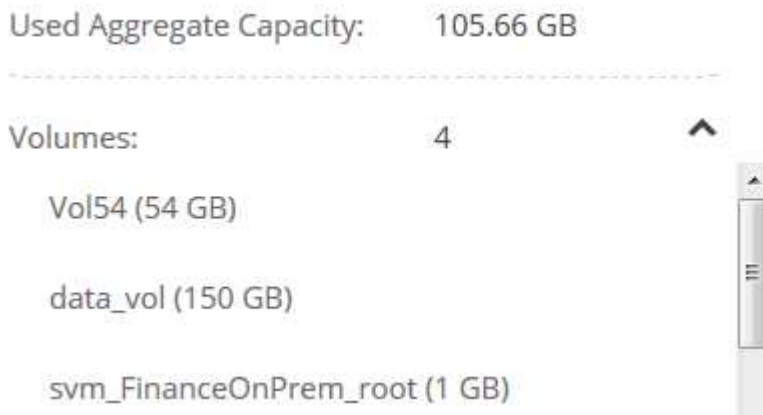 Used Aggregate Capacity: 105.66 GB
Volumes: 4
Vol54 (54 GB)
data_vol (150 GB)
svm_FinanceOnPrem_root (1 GB)